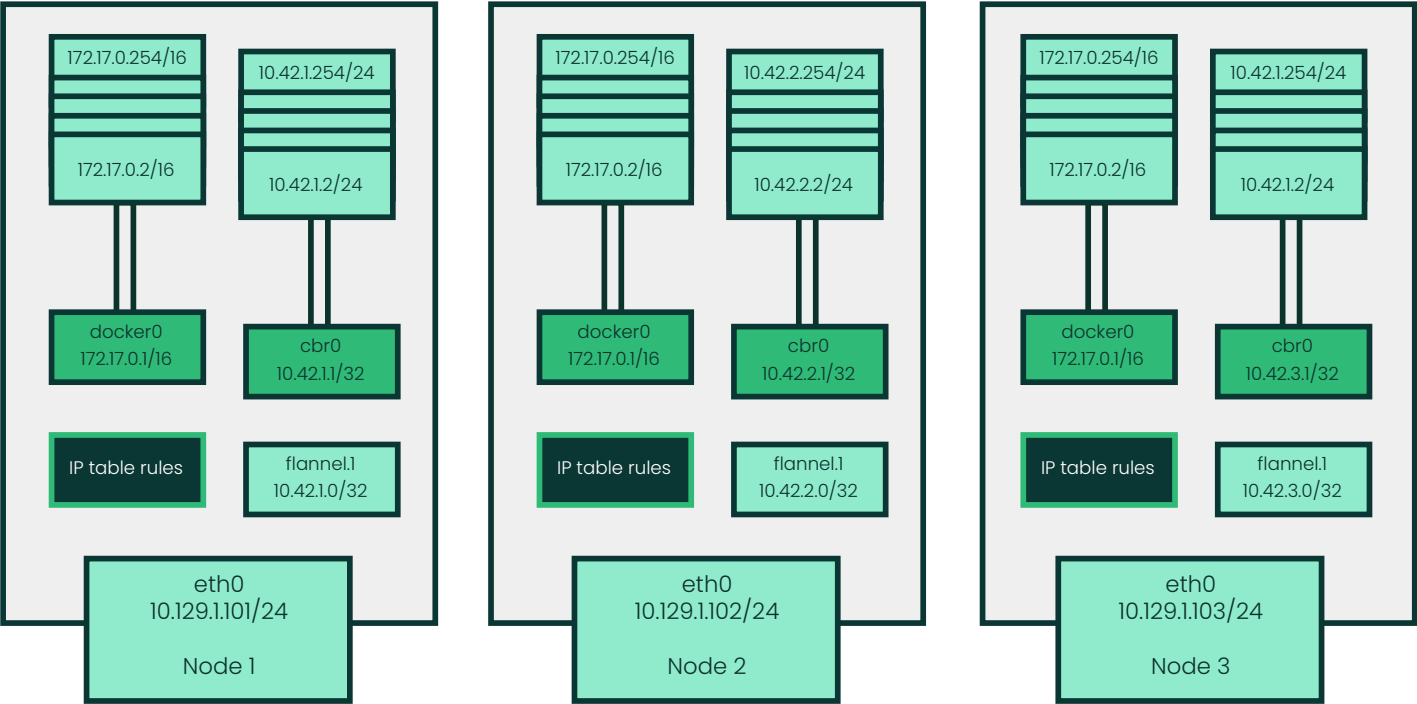 172.17.0.254/16
10.42.1.254/24
172.17.0.2/16
10.42.1.2/24
docker0
172.17.0.1/16
cbr0
10.42.1.1/32
IP table rules
flannel.1
10.42.1.0/32
eth0
10.129.1.101/24
Node 1
172.17.0.254/16
10.42.2.254/24
172.17.0.2/16
10.42.2.2/24
docker0
172.17.0.1/16
cbr0
10.42.2.1/32
IP table rules
flannel.1
10.42.2.0/32
eth0
10.129.1.102/24
Node 2
172.17.0.254/16
10.42.1.254/24
172.17.0.2/16
10.42.1.2/24
docker0
172.17.0.1/16
cbr0
10.42.3.1/32
IP table rules
flannel.1
10.42.3.0/32
eth0
10.129.1.103/24
Node 3